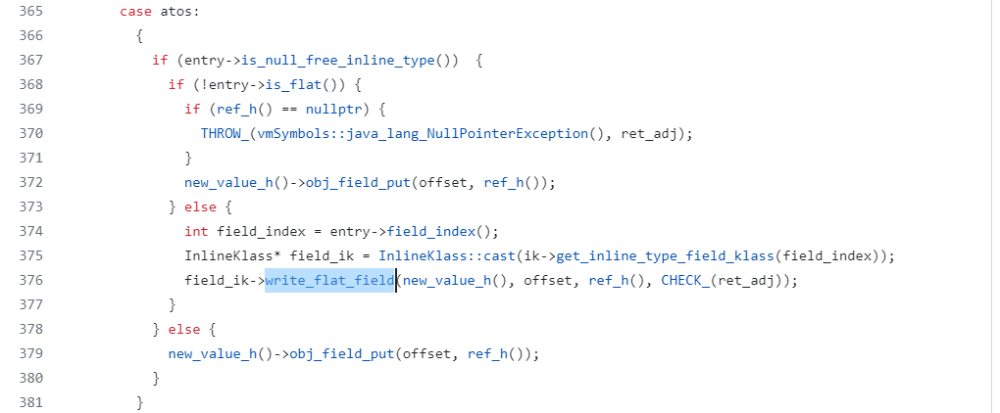 365 case atos:
366 {
367 if (entry->is_null_free_inline_type()) {
368 if (!entry->is_flat()) {
369 if (ref_h() == nullptr) {
370 THROW_(vmSymbols::java_lang_NullPointerException(), ret_adj);
371 }
372 new_value_h()->obj_field_put(offset, ref_h());
373 } else {
374 int field_index = entry->field_index();
375 InlineKlass* field_ik = InlineKlass::cast(ik->get_inline_type_field_klass(field_index));
376 field_ik->write_flat_field(new_value_h(), offset, ref_h(), CHECK_(ret_adj));
377 }
378 } else {
379 new_value_h()->obj_field_put(offset, ref_h());
380 }
381 }